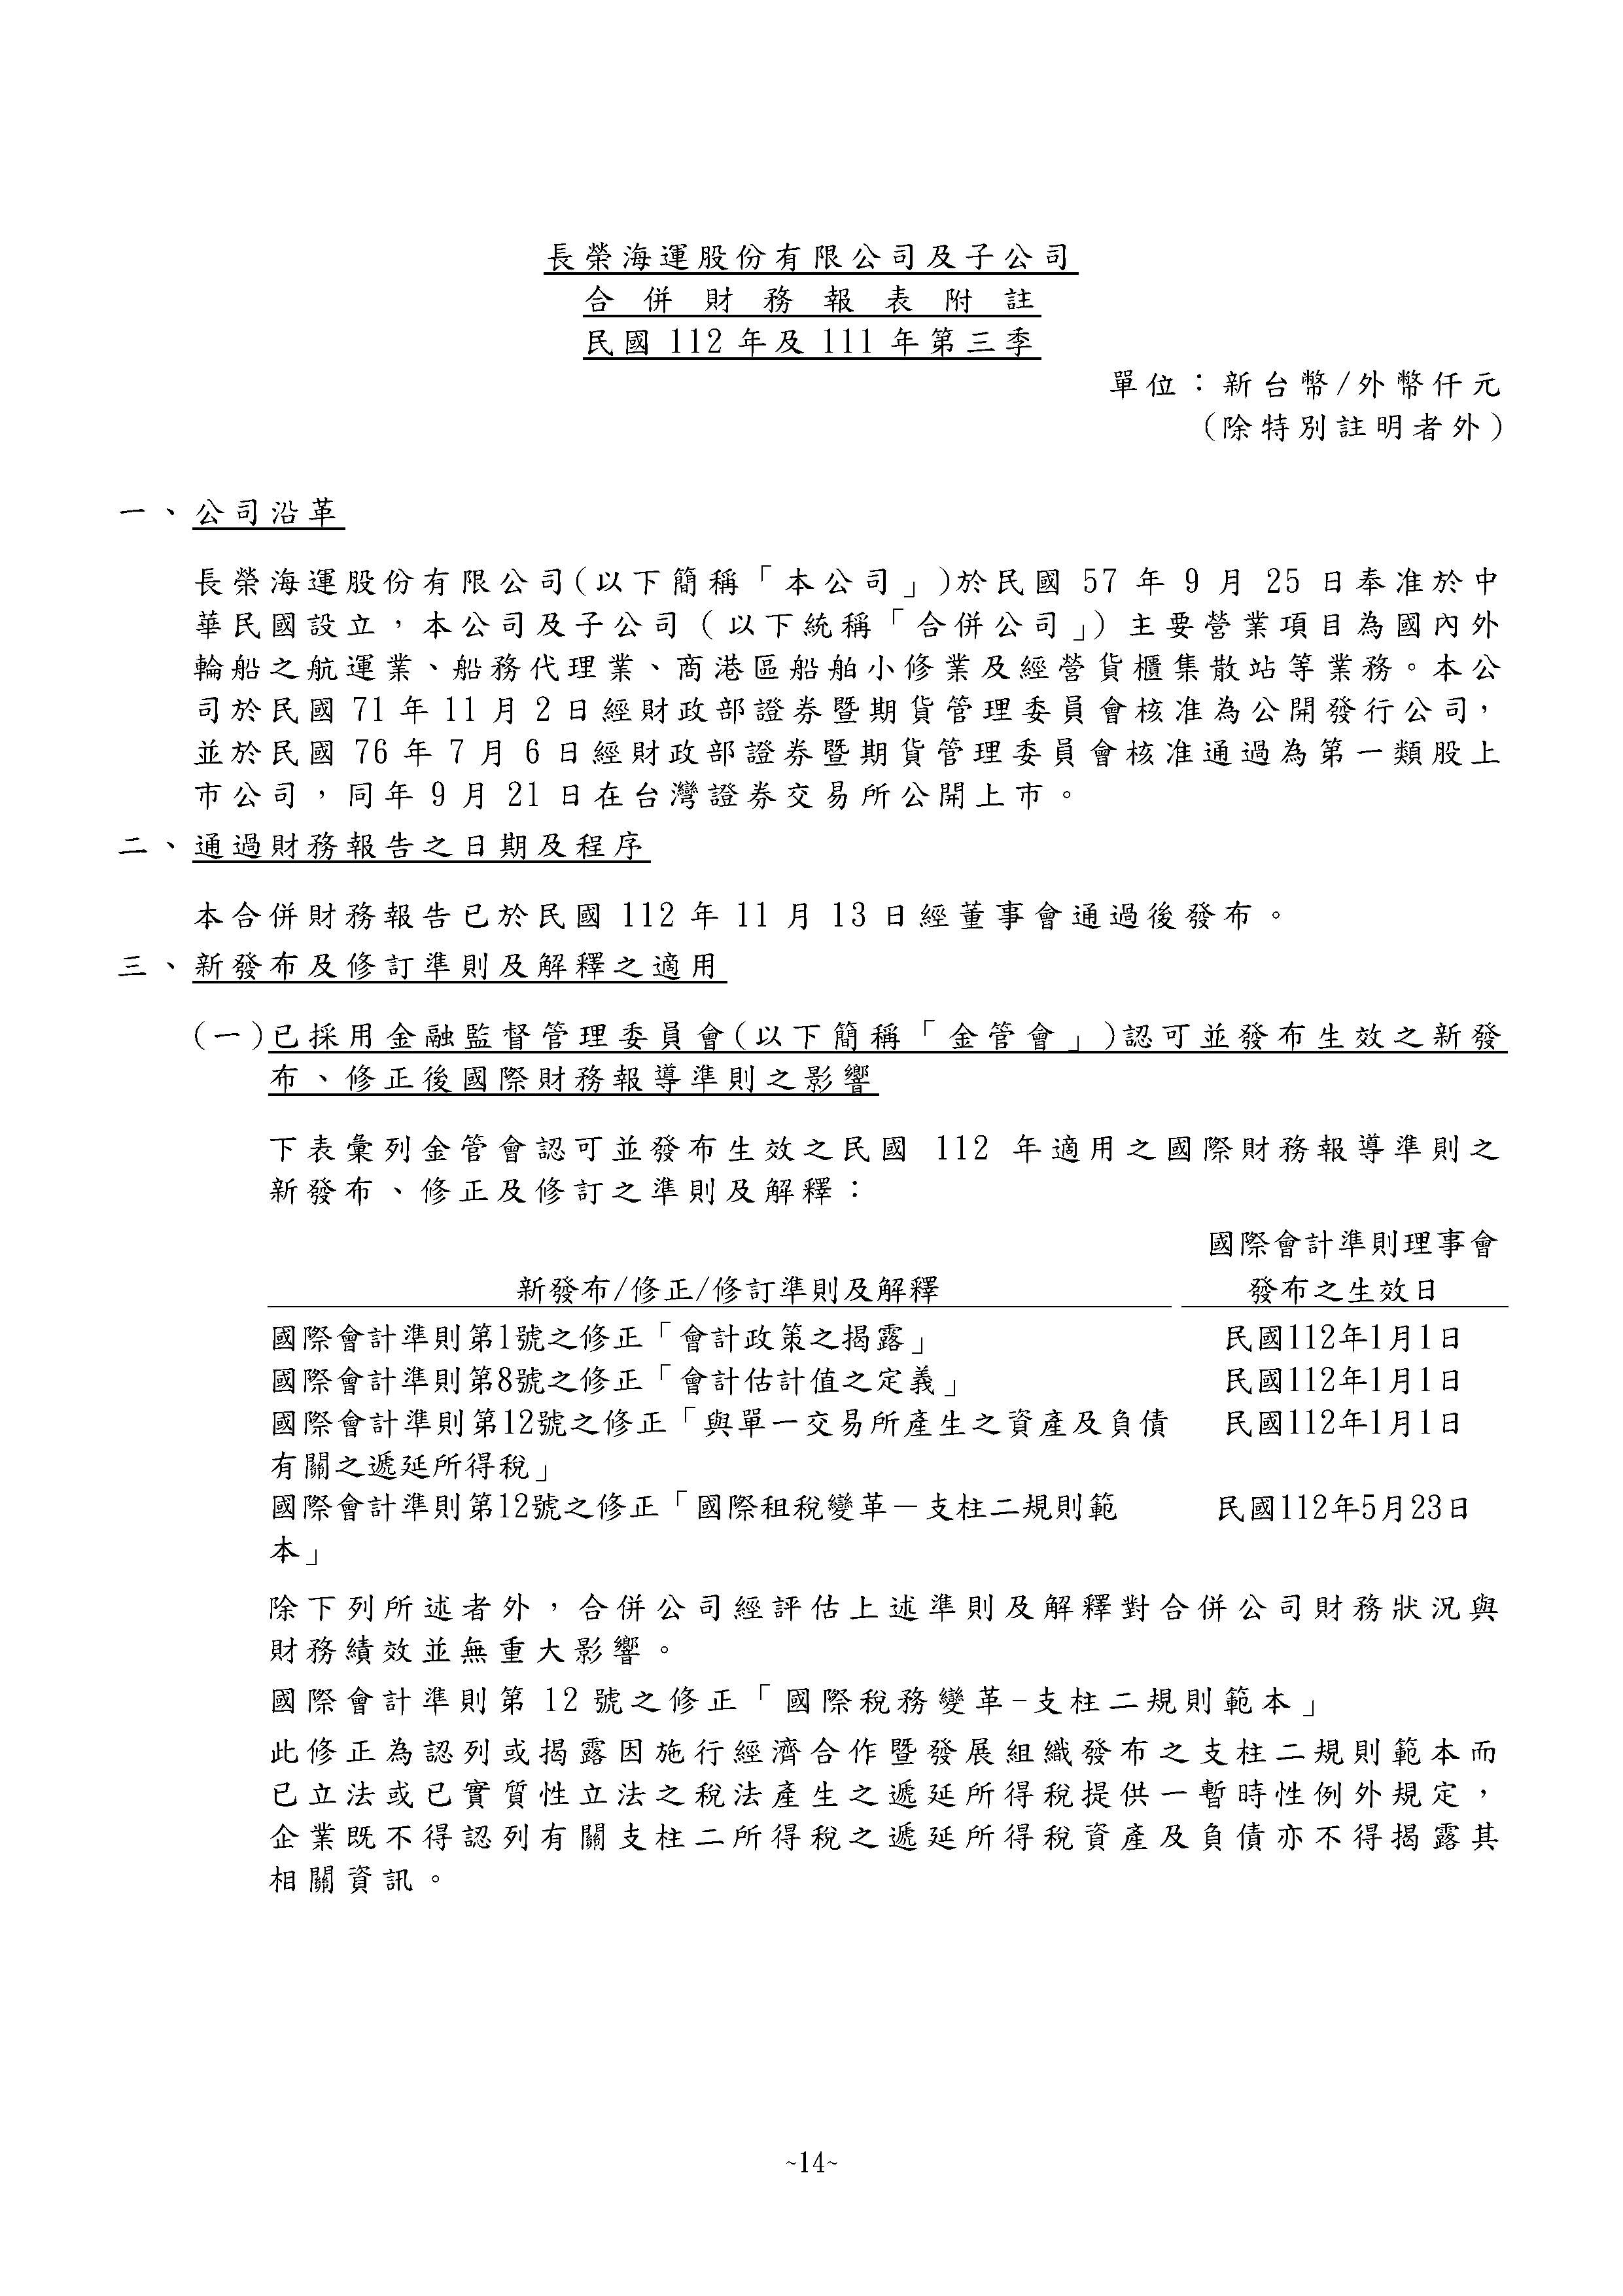 長榮海運股份有限公司及子公司
合併財務報表附註
民國 112 年及 111 年第三季
單位：新台幣/外幣仟元
(除特別註明者外)
一、公司沿革
長榮海運股份有限公司(以下簡稱「本公司」)於民國 57 年 9 月 25 日奉准於中
華民國設立，本公司及子公司（以下統稱「合併公司」）主要營業項目為國內外
輪船之航運業、船務代理業、商港區船舶小修業及經營貨櫃集散站等業務。本公
司於民國 71 年 11 月 2 日經財政部證券暨期貨管理委員會核准為公開發行公司，
並於民國 76 年 7 月 6 日經財政部證券暨期貨管理委員會核准通過為第一類股上
市公司，同年 9 月 21 日在台灣證券交易所公開上市。
二、通過財務報告之日期及程序
本合併財務報告已於民國 112 年 11 月 13 日經董事會通過後發布。
三、新發布及修訂準則及解釋之適用
(一)已採用金融監督管理委員會(以下簡稱「金管會」)認可並發布生效之新發
布、修正後國際財務報導準則之影響
下表彙列金管會認可並發布生效之民國 112 年適用之國際財務報導準則之
新發布、修正及修訂之準則及解釋：
國際會計準則理事會
新發布/修正/修訂準則及解釋 發布之生效日
國際會計準則第1號之修正「會計政策之揭露」 民國112年1月1日
國際會計準則第8號之修正「會計估計值之定義」 民國112年1月1日
國際會計準則第12號之修正「與單一交易所產生之資產及負債 民國112年1月1日
有關之遞延所得稅」
國際會計準則第12號之修正「國際租稅變革－支柱二規則範 民國112年5月23日
本」
除下列所述者外，合併公司經評估上述準則及解釋對合併公司財務狀況與
財務績效並無重大影響。
國際會計準則第 12 號之修正「國際稅務變革-支柱二規則範本」
此修正為認列或揭露因施行經濟合作暨發展組織發布之支柱二規則範本而
已立法或已實質性立法之稅法產生之遞延所得稅提供一暫時性例外規定，
企業既不得認列有關支柱二所得稅之遞延所得稅資產及負債亦不得揭露其
相關資訊。
~14~